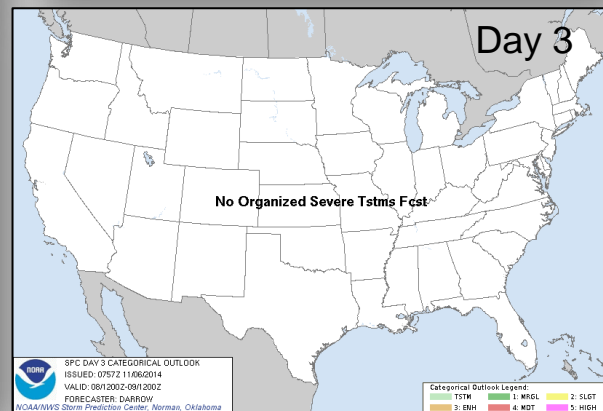 Day 3
No Organized Severe Tstms Fcst
NOAA
SPC DAY 3 CATEGORICAL OUTLOOK
ISSUED: 0757Z 11/06/2014
VALID: 08/1200Z-09/1200Z
FORECASTER: DARROW
NOAA/NWS Storm Prediction Center, Norman, Oklahoma
Categorical Outlook Legend:
TSTM 1: MRGL 2: SLGT
3: ENH 4: MDT 5: HIGH